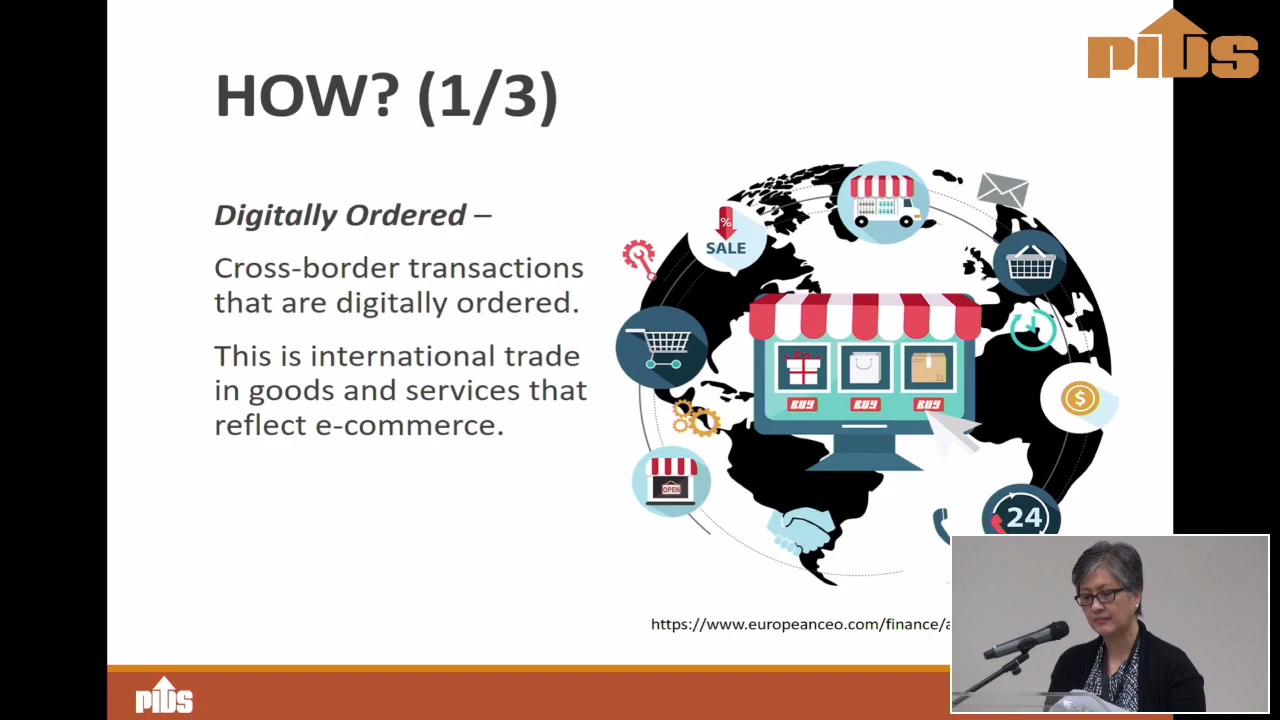 PIDS
HOW? (1/3)
Digitally Ordered –
Cross-border transactions
that are digitally ordered.
This is international trade
in goods and services that
reflect e-commerce.
%
SALE
$
BUY
BUY
BUY
OPEN
24
https://www.europeanceo.com/finance/a
PIDS